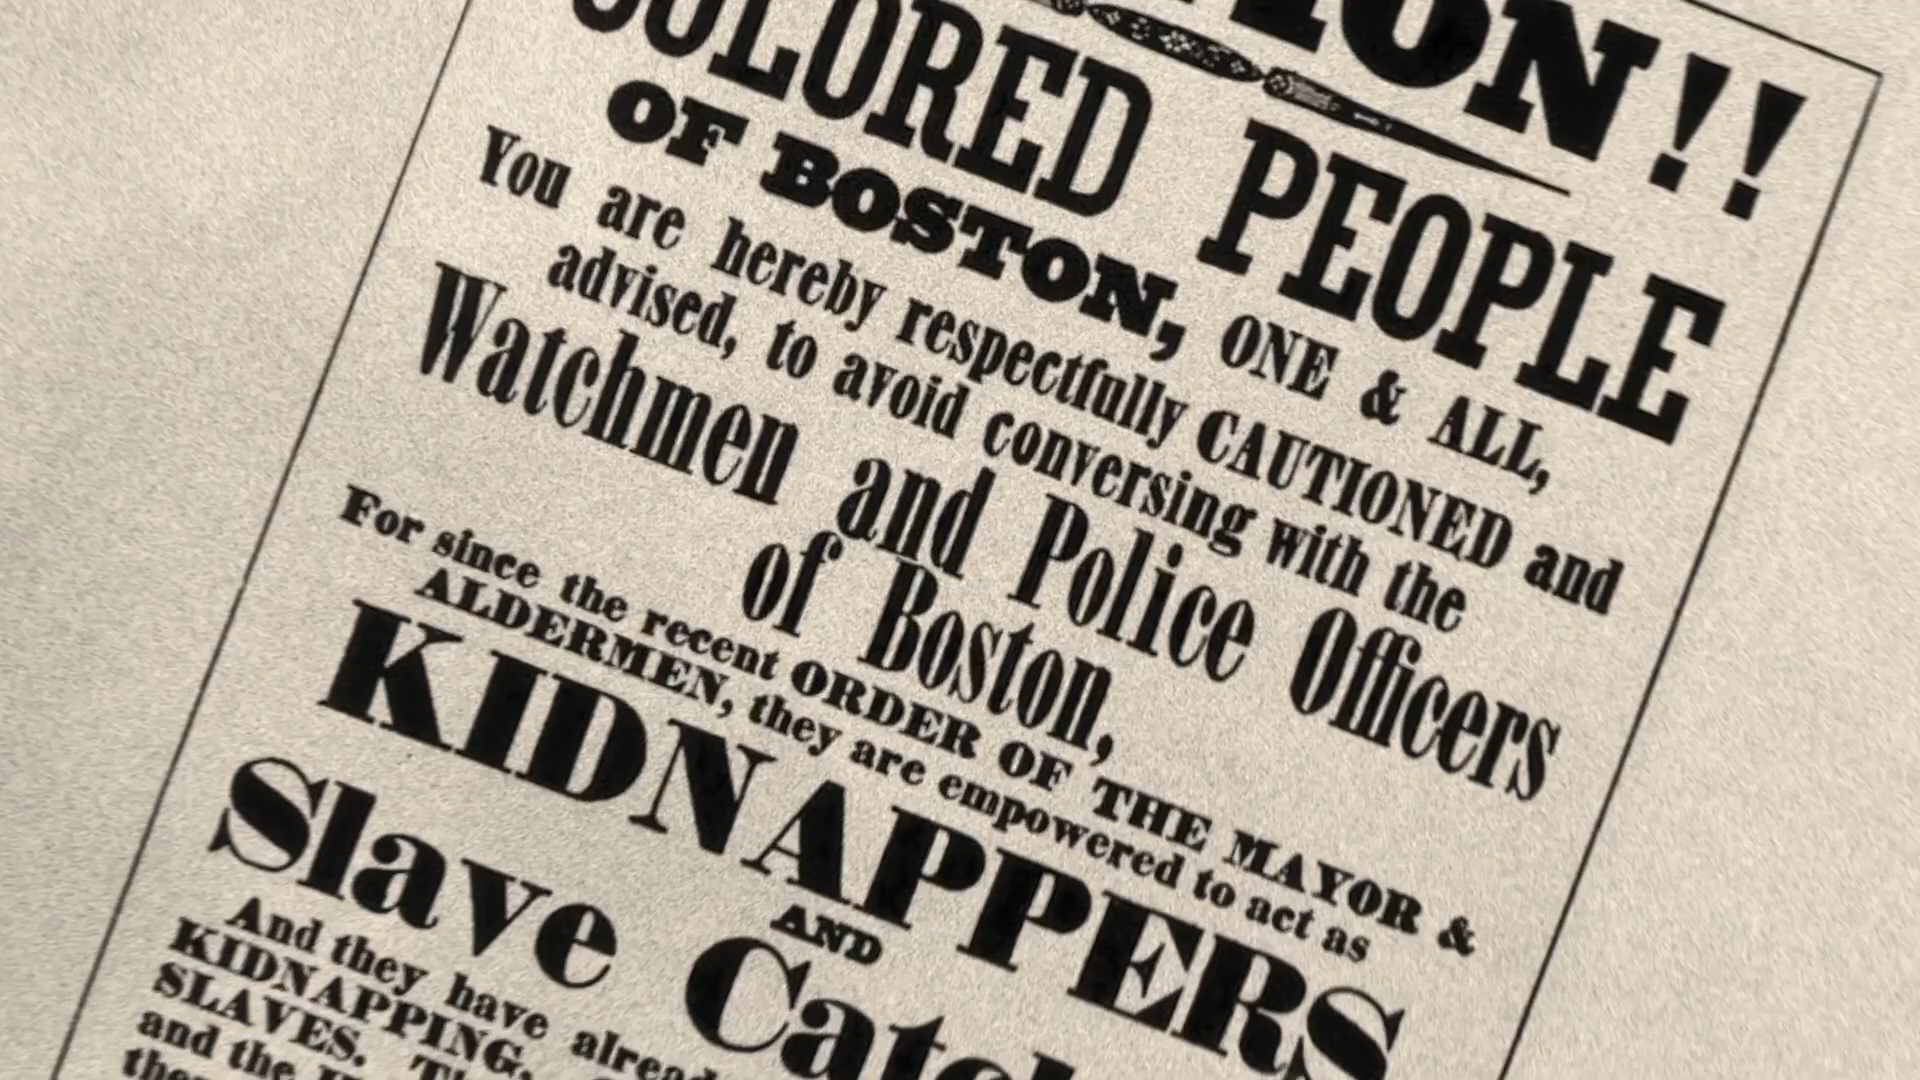 COLORED PEOPLE
OF BOSTON, ONE & ALL,
You are hereby respectfully CAUTIONED and
advised, to avoid conversing with the
Watchmen and Police Officers
of Boston,
For since the recent ORDER OF THE MAYOR &
ALDERMEN, they are empowered to act as
KIDNAPPERS
AND
Slave
And they have
KIDNAPPING,
SLAVES.
and the